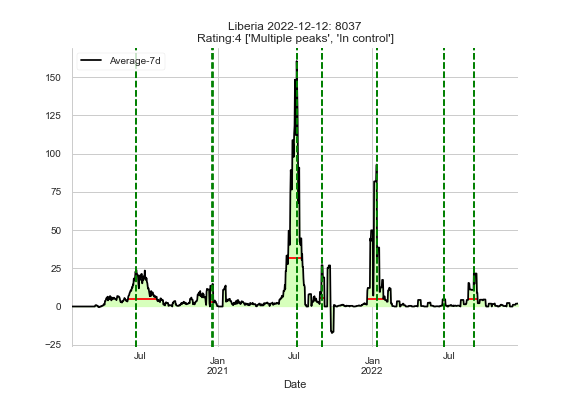 Liberia 2022-12-12: 8037
Rating:4 ['Multiple peaks', 'In control']
Average-7d
150
125
100
75
50
25
0
−25
Jul
Jan
2021
Jul
Jan
2022
Jul
Date